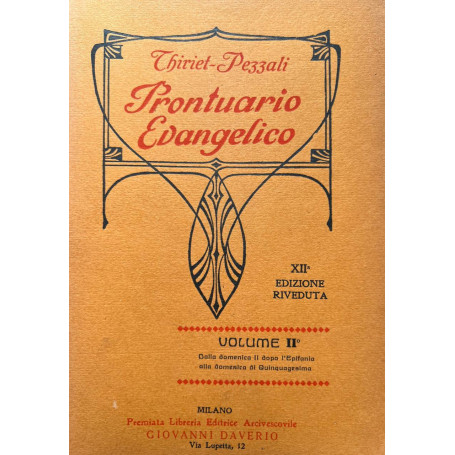 Thiriet-Pezzali
Prontuario
Evangelico
XIIª
EDIZIONE
RIVEDUTA
VOLUME IIº
Dalla domenica II dopo l'Epifania
alla domenica di Quinquagesima
MILANO
Premiata Libreria Editrice Arcivescovile
GIOVANNI DAVERIO
Via Lupetta, 12